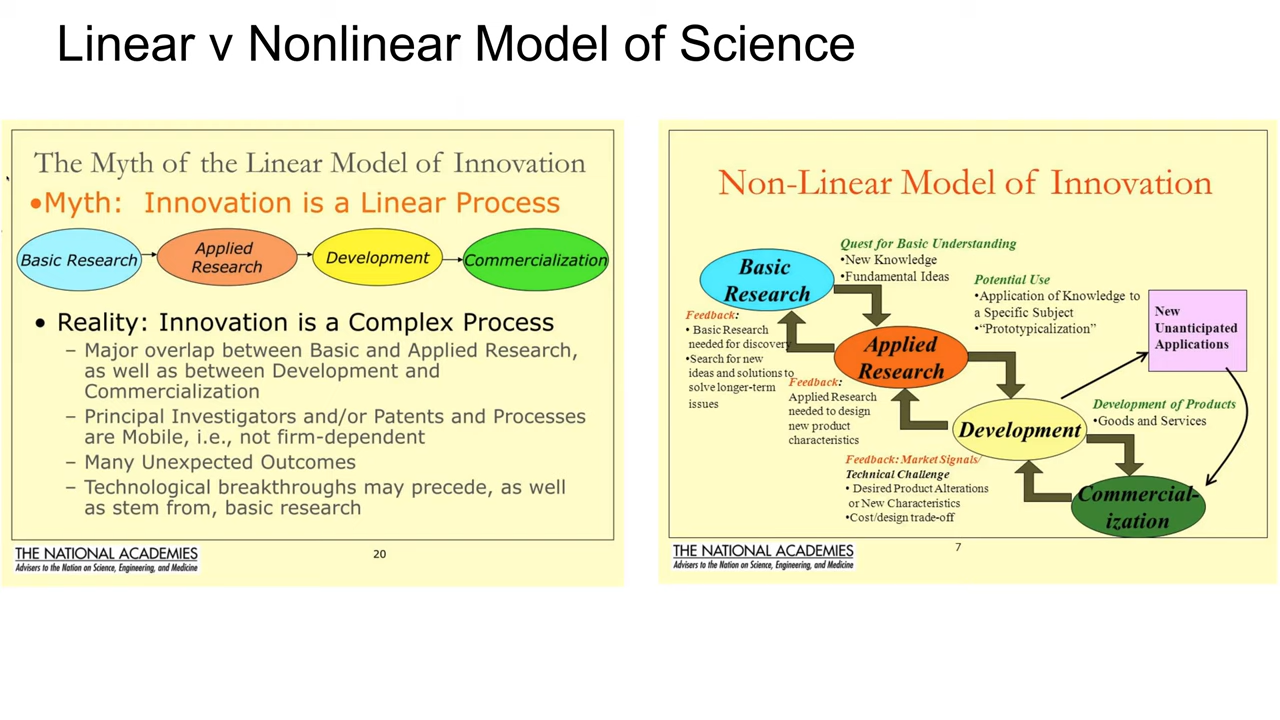 Linear v Nonlinear Model of Science
The Myth of the Linear Model of Innovation
•Myth: Innovation is a Linear Process
Basic Research
Applied
Research
Development
Commercialization
• Reality: Innovation is a Complex Process
– Major overlap between Basic and Applied Research,
as well as between Development and
Commercialization
– Principal Investigators and/or Patents and Processes
are Mobile, i.e., not firm-dependent
– Many Unexpected Outcomes
– Technological breakthroughs may precede, as well
as stem from, basic research
THE NATIONAL ACADEMIES
Advisers to the Nation on Science, Engineering, and Medicine
20
Non-Linear Model of Innovation
Basic
Research
Quest for Basic Understanding
•New Knowledge
•Fundamental Ideas
Potential Use
•Application of Knowledge to
a Specific Subject
•“Prototypicalization”
New
Unanticipated
Applications
Feedback:
• Basic Research
needed for discovery
•Search for new
ideas and solutions to
solve longer-term
issues
Applied
Research
Feedback:
Applied Research
needed to design
new product
characteristics
Development
Development of Products
•Goods and Services
Feedback: Market Signals/
Technical Challenge
• Desired Product Alterations
or New Characteristics
•Cost/design trade-off
Commercial-
ization
THE NATIONAL ACADEMIES
Advisers to the Nation on Science, Engineering, and Medicine
7